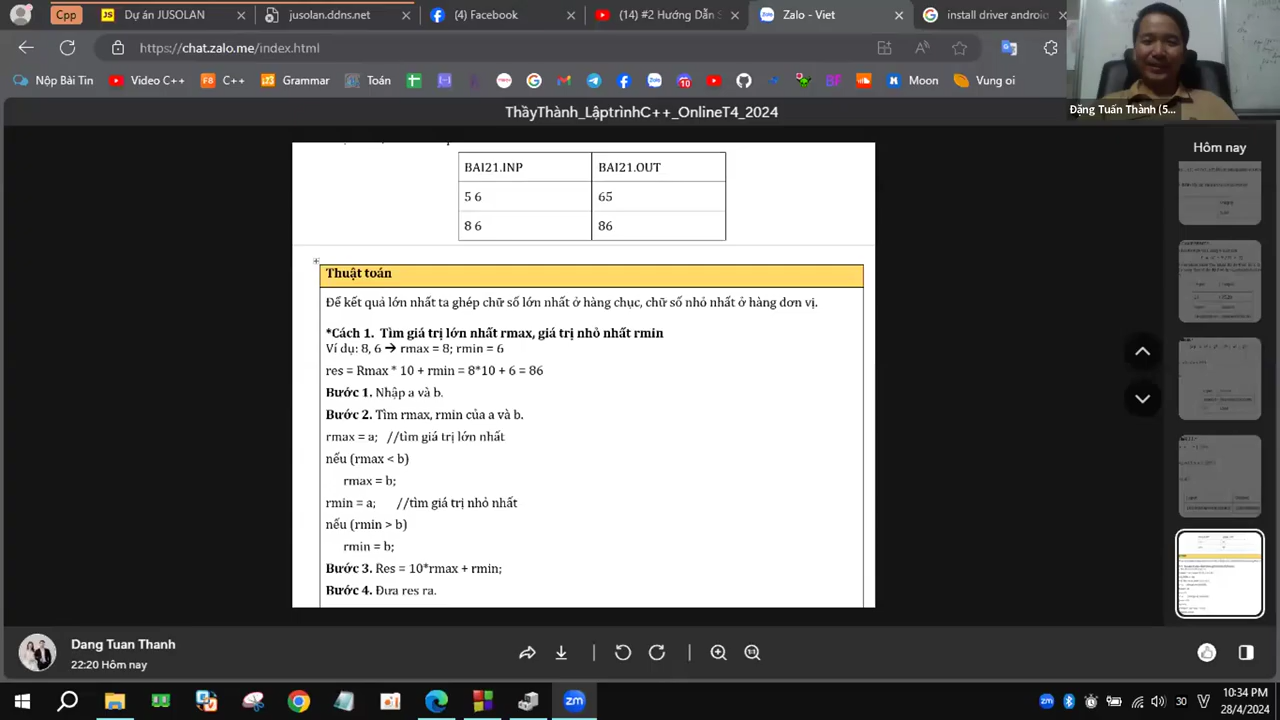 Cpp
Dự án JUSOLAN
jusolan.ddns.net
(4) Facebook
(14) #2 Hướng Dẫn S
Zalo - Viet
install driver android
https://chat.zalo.me/index.html
Nộp Bài Tin
Video C++
C++
Grammar
Toán
Moon
Vung oi
Đặng Tuấn Thành (5...
ThầyThành_LậptrìnhC++_OnlineT4_2024
Hôm nay
BAI21.INP BAI21.OUT
5 6 65
8 6 86
Thuật toán
Để kết quả lớn nhất ta ghép chữ số lớn nhất ở hàng chục, chữ số nhỏ nhất ở hàng đơn vị.
*Cách 1. Tìm giá trị lớn nhất rmax, giá trị nhỏ nhất rmin
Ví dụ: 8, 6 → rmax = 8; rmin = 6
res = Rmax * 10 + rmin = 8*10 + 6 = 86
Bước 1. Nhập a và b.
Bước 2. Tìm rmax, rmin của a và b.
rmax = a; //tìm giá trị lớn nhất
nếu (rmax < b)
rmax = b;
rmin = a; //tìm giá trị nhỏ nhất
nếu (rmin > b)
rmin = b;
Bước 3. Res = 10*rmax + rmin;
Bước 4. Đưa res ra.
Dang Tuan Thanh
22:20 Hôm nay
30
10:34 PM
28/4/2024